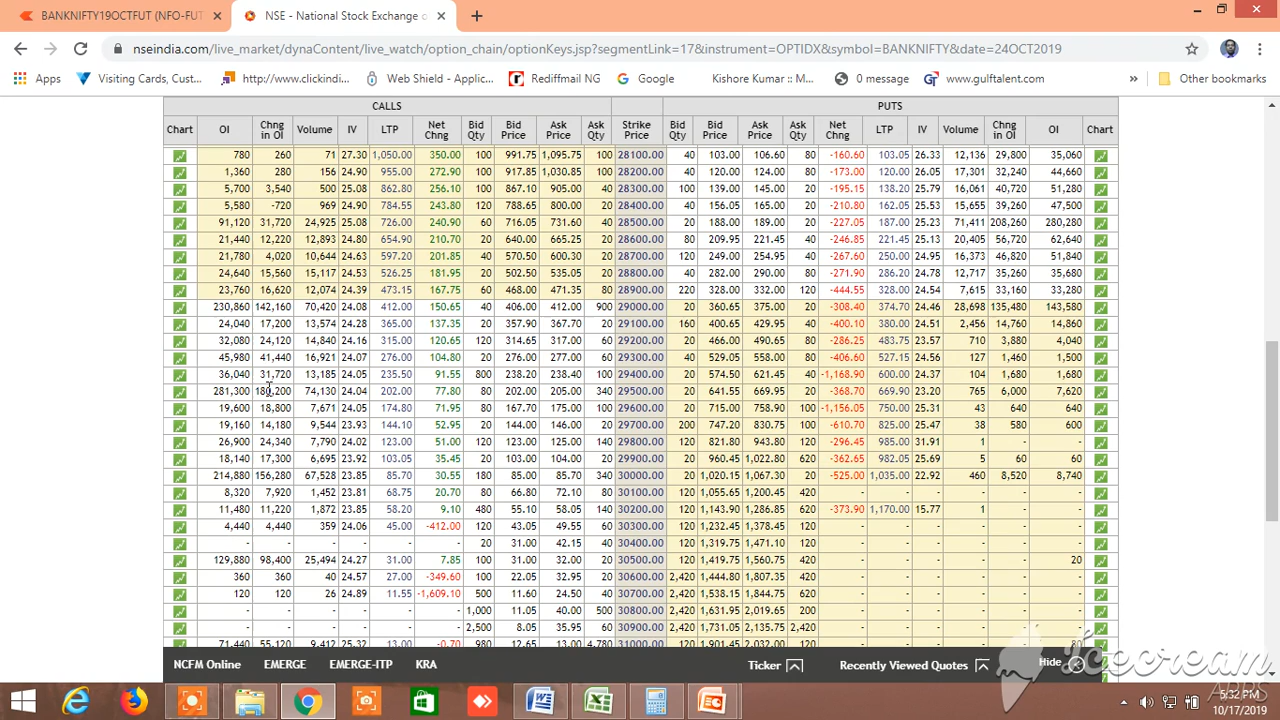 BANKNIFTY19OCTFUT (NFO-FUT
NSE - National Stock Exchange o
nseindia.com/live_market/dynaContent/live_watch/option_chain/optionKeys.jsp?segmentLink=17&instrument=OPTIDX&symbol=BANKNIFTY&date=24OCT2019
Apps Visiting Cards, Cust... http://www.clickindi... Web Shield - Applic... Rediffmail NG Google Kishore Kumar :: M... 0 message www.gulftalent.com » Other bookmarks
CALLS PUTS
Chart OI Chng in OI Volume IV LTP Net Chng Bid Qty Bid Price Ask Price Ask Qty Strike Price Bid Qty Bid Price Ask Price Ask Qty Net Chng LTP IV Volume Chng in OI OI Chart
780 260 71 27.30 1,050.00 350.00 100 991.75 1,095.75 100 28100.00 40 103.00 106.60 80 -160.60 103.05 26.33 12,136 29,800 35,060
1,360 280 156 24.90 955.00 272.90 100 917.85 1,030.85 100 28200.00 40 120.00 124.00 80 -173.00 120.00 26.05 17,301 32,240 44,660
5,700 3,540 500 25.08 862.80 256.10 100 867.10 905.00 40 28300.00 100 139.00 145.00 20 -195.15 138.20 25.79 16,061 40,720 51,280
5,580 -720 969 24.90 784.55 243.80 120 788.65 800.00 20 28400.00 40 156.05 165.00 20 -210.80 162.05 25.53 15,655 39,260 47,500
91,120 31,720 24,925 25.08 726.00 240.90 60 716.05 731.60 40 28500.00 20 188.00 189.00 20 -227.05 187.00 25.23 71,411 208,260 280,280
21,440 12,220 12,893 24.80 654.90 210.70 20 640.00 665.25 20 28600.00 80 209.95 221.45 40 -246.85 221.45 25.13 20,405 56,720 62,640
21,780 4,020 10,644 24.63 597.20 201.85 40 570.50 600.30 20 28700.00 120 249.00 254.95 40 -267.60 250.00 24.95 16,373 46,820 51,840
24,640 15,560 15,117 24.53 526.25 181.95 20 502.50 535.05 20 28800.00 40 282.00 290.00 80 -271.90 286.20 24.78 12,717 35,260 35,680
23,760 16,620 12,074 24.39 473.15 167.75 60 468.00 471.35 80 28900.00 220 328.00 332.00 120 -444.55 328.00 24.54 7,615 33,160 33,280
230,860 142,160 70,420 24.08 412.00 150.65 40 406.00 412.00 900 29000.00 20 360.65 375.00 20 -308.40 374.70 24.46 28,698 135,480 143,580
24,040 17,200 13,574 24.28 365.00 137.35 20 357.90 367.70 20 29100.00 160 400.65 429.95 40 -400.10 380.00 24.51 2,456 14,760 14,860
32,080 24,120 14,840 24.16 315.00 120.65 120 314.65 317.00 60 29200.00 20 466.00 490.65 80 -286.25 483.75 23.57 710 3,880 4,040
45,980 41,440 16,921 24.07 276.00 104.80 20 276.00 277.00 60 29300.00 40 529.05 558.00 80 -406.60 527.15 24.56 127 1,460 1,500
36,040 31,720 13,185 24.05 235.50 91.55 800 238.20 238.40 100 29400.00 20 574.50 621.45 40 -1,168.90 600.00 24.37 104 1,680 1,680
281,300 74,130 24.04 202.00 77.80 80 202.00 205.00 340 29500.00 20 641.55 669.95 20 -368.70 669.90 23.20 765 6,000 7,620
19,600 18,800 7,671 24.05 174.80 71.95 20 167.70 175.00 100 29600.00 20 715.00 758.90 100 -1,156.05 750.00 25.31 43 640 640
19,160 14,180 9,544 23.93 144.10 52.95 20 144.00 146.00 20 29700.00 200 747.20 830.75 100 -610.70 825.00 25.47 38 580 600
26,900 24,340 7,790 24.02 123.00 51.00 120 123.00 125.00 140 29800.00 120 821.80 943.80 120 -296.45 985.00 31.91 1 - -
18,140 17,300 6,695 23.92 103.05 35.45 20 103.00 104.00 20 29900.00 120 960.45 1,022.80 620 -362.65 982.05 25.69 5 60 60
214,880 156,280 67,528 23.85 85.70 30.55 180 85.00 85.70 340 30000.00 20 1,020.15 1,067.30 20 -525.00 1,035.00 22.92 460 8,520 8,740
8,320 7,920 1,452 23.81 68.75 20.70 80 66.80 72.10 80 30100.00 120 1,055.65 1,200.45 420 - - - - - -
11,480 11,220 1,872 23.85 58.20 9.10 480 55.10 58.05 140 30200.00 120 1,143.90 1,286.85 620 -373.90 1,170.00 15.77 1 - -
4,440 4,440 359 24.06 45.00 -412.00 120 43.05 49.55 60 30300.00 120 1,232.45 1,378.45 120 - - - - - -
- - - - - - 20 31.00 42.15 40 30400.00 120 1,319.75 1,471.10 320 - - - - - -
129,880 98,400 25,494 24.27 31.00 7.85 100 31.00 32.00 20 30500.00 120 1,419.75 1,560.75 420 - - - - - 20
360 360 40 24.57 27.00 -349.60 100 22.05 32.95 20 30600.00 2,420 1,444.80 1,807.35 420 - - - - - -
120 120 26 24.89 11.55 -1,609.10 500 11.60 24.50 40 30700.00 2,420 1,538.15 1,844.75 620 - - - - - -
- - - - - - 1,000 11.05 40.00 500 30800.00 2,420 1,631.95 2,019.65 200 - - - - - -
- - - - - - 2,500 8.05 35.95 60 30900.00 2,420 1,731.05 2,135.75 2,420 - - - - - -
71,440 55,120 9,412 25.32 -0.70 980 12.65 13.00 4,780 31000.00 120 1,901.45 2,032.00 120 - - - - -
NCFM Online EMERGE EMERGE-ITP KRA Ticker Recently Viewed Quotes Hide
Icecream
APPS
5:32 PM
10/17/2019